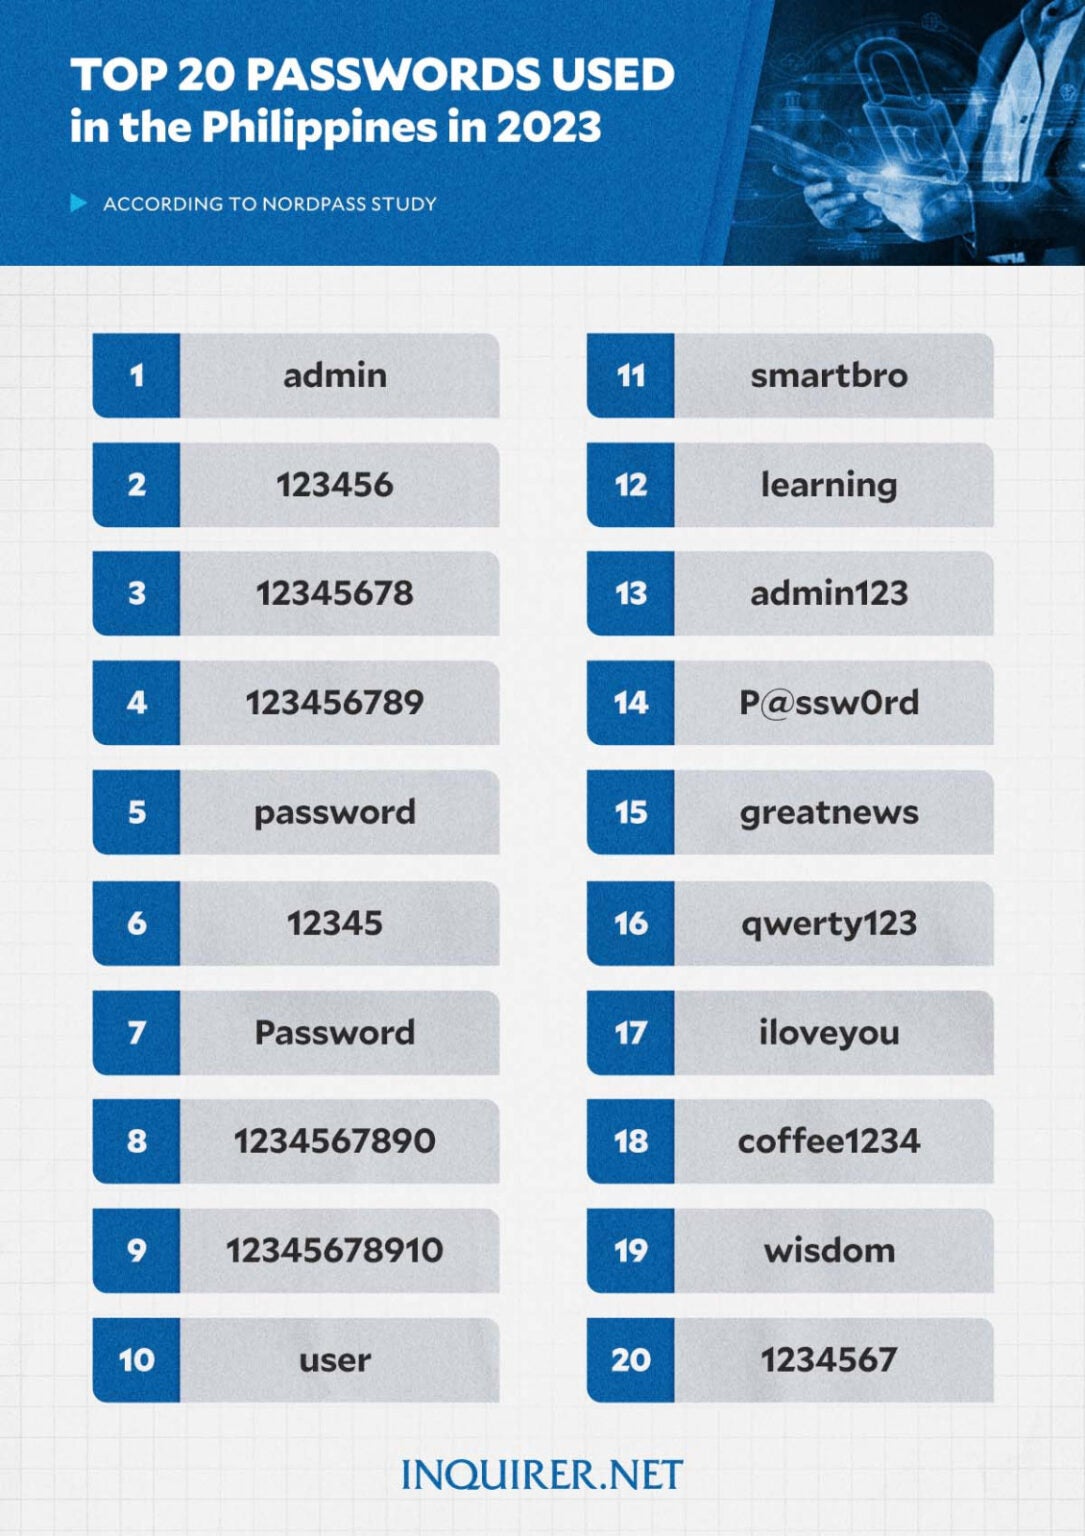 TOP 20 PASSWORDS USED
in the Philippines in 2023
ACCORDING TO NORDPASS STUDY
1 admin
2 123456
3 12345678
4 123456789
5 password
6 12345
7 Password
8 1234567890
9 12345678910
10 user
11 smartbro
12 learning
13 admin123
14 P@ssw0rd
15 greatnews
16 qwerty123
17 iloveyou
18 coffee1234
19 wisdom
20 1234567
INQUIRER.NET